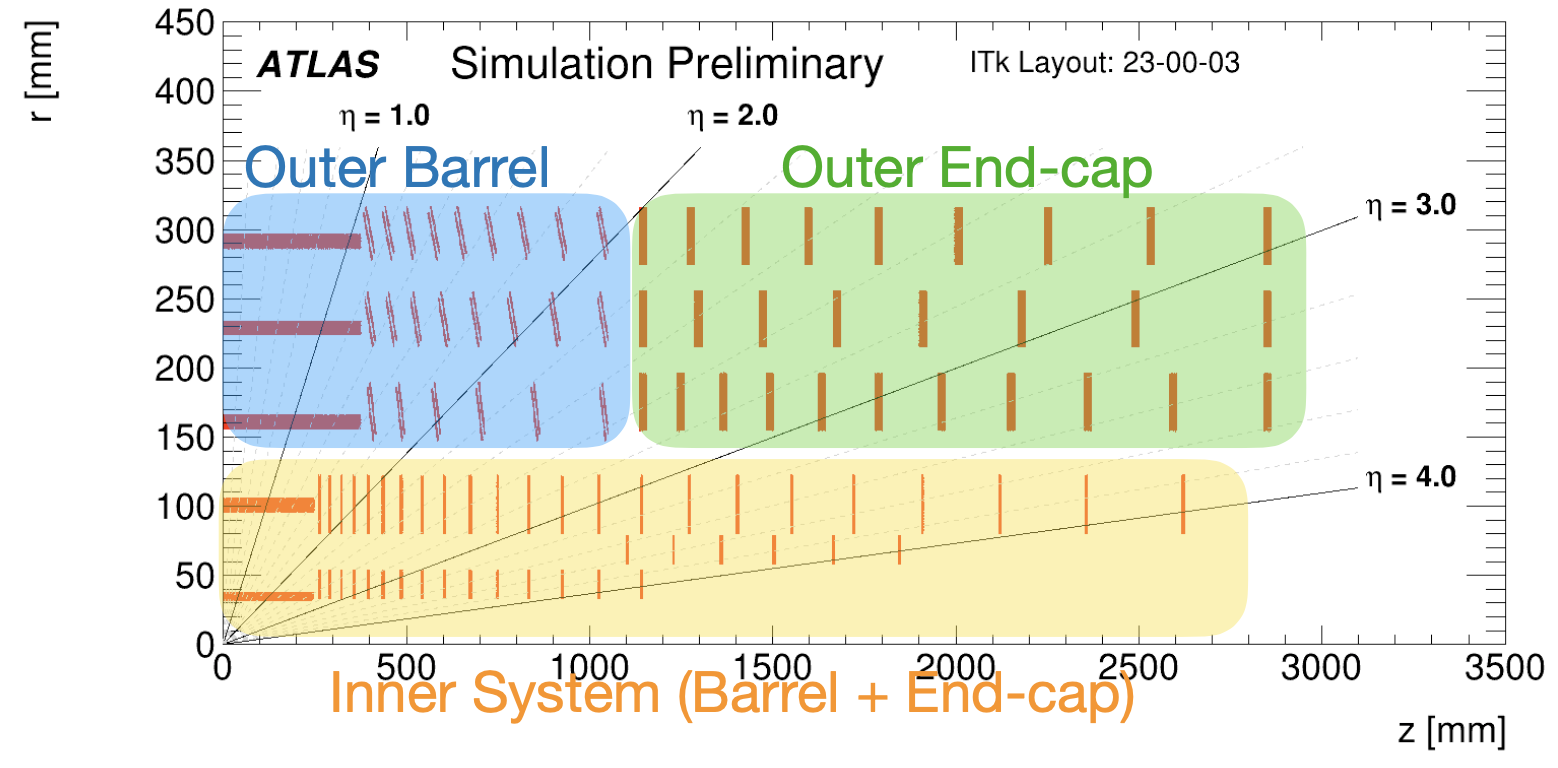 450
r [mm]
ATLAS Simulation Preliminary ITk Layout: 23-00-03
400
η = 1.0 η = 2.0
350
Outer Barrel Outer End-cap
η = 3.0
300
250
200
150
η = 4.0
100
50
0
0 500 1000 1500 2000 2500 3000 3500
Inner System (Barrel + End-cap)
z [mm]